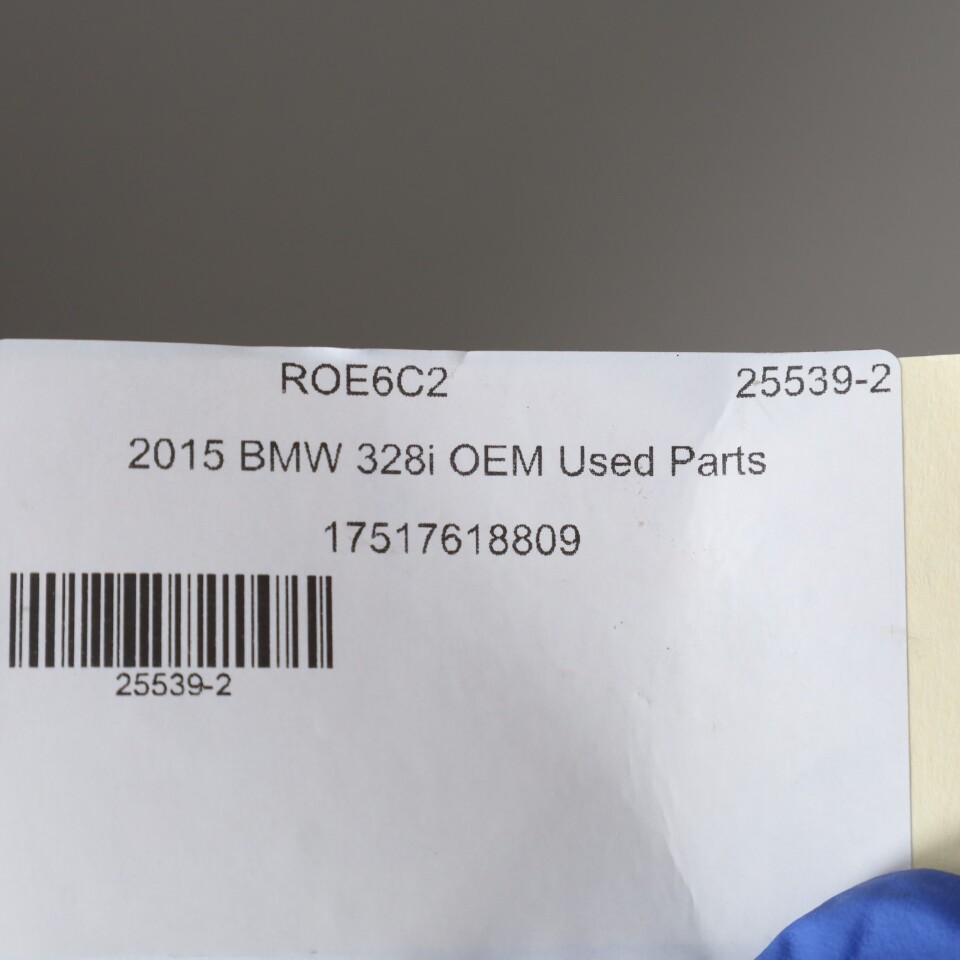 ROE6C2 25539-2
2015 BMW 328i OEM Used Parts
17517618809
25539-2